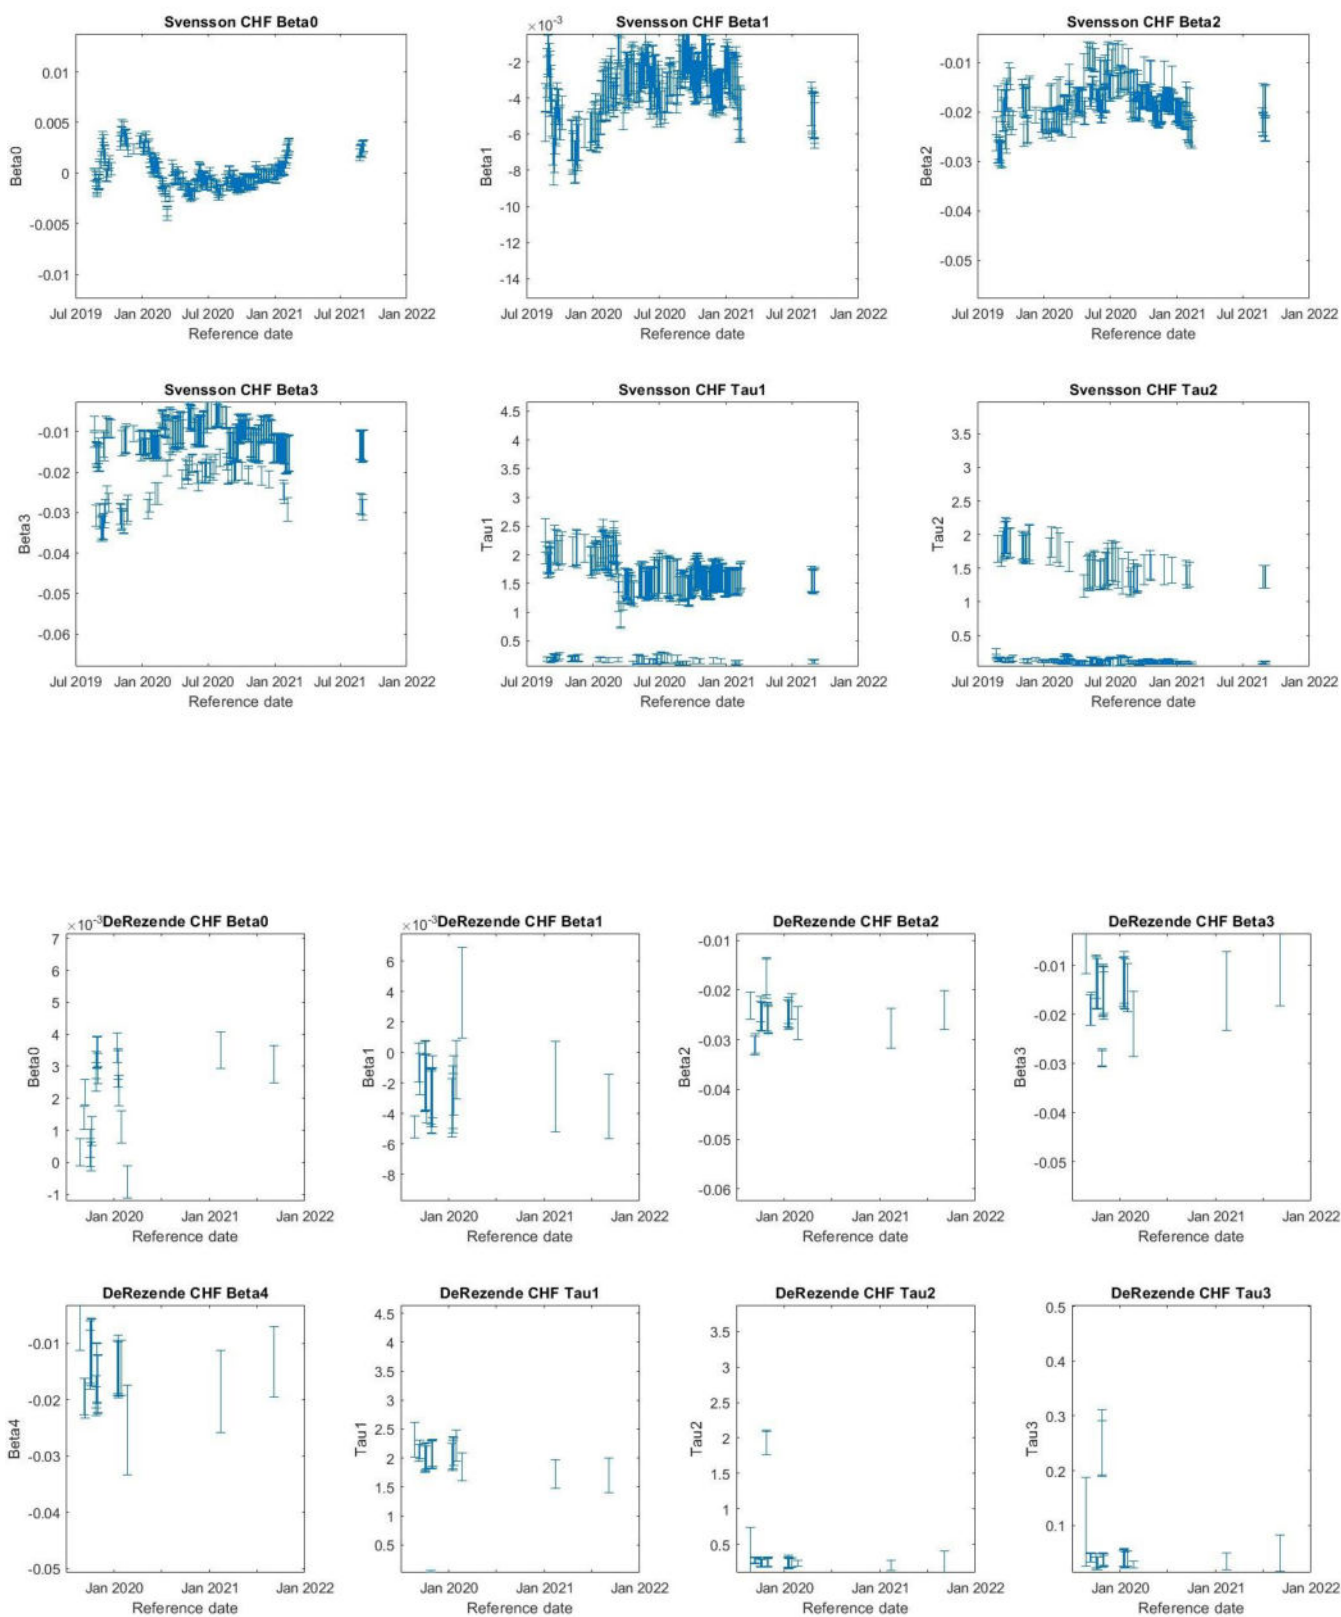 Svensson CHF Beta0
Beta0
0.01
0.005
0
-0.005
-0.01
Jul 2019 Jan 2020 Jul 2020 Jan 2021 Jul 2021 Jan 2022
Reference date
Svensson CHF Beta1
×10-3
Beta1
-2
-4
-6
-8
-10
-12
-14
Jul 2019 Jan 2020 Jul 2020 Jan 2021 Jul 2021 Jan 2022
Reference date
Svensson CHF Beta2
Beta2
-0.01
-0.02
-0.03
-0.04
-0.05
Jul 2019 Jan 2020 Jul 2020 Jan 2021 Jul 2021 Jan 2022
Reference date
Svensson CHF Beta3
Beta3
-0.01
-0.02
-0.03
-0.04
-0.05
-0.06
Jul 2019 Jan 2020 Jul 2020 Jan 2021 Jul 2021 Jan 2022
Reference date
Svensson CHF Tau1
Tau1
4.5
4
3.5
3
2.5
2
1.5
1
0.5
Jul 2019 Jan 2020 Jul 2020 Jan 2021 Jul 2021 Jan 2022
Reference date
Svensson CHF Tau2
Tau2
3.5
3
2.5
2
1.5
1
0.5
Jul 2019 Jan 2020 Jul 2020 Jan 2021 Jul 2021 Jan 2022
Reference date
×10-3 DeRezende CHF Beta0
Beta0
7
6
5
4
3
2
1
0
-1
Jan 2020 Jan 2021 Jan 2022
Reference date
×10-3 DeRezende CHF Beta1
Beta1
6
4
2
0
-2
-4
-6
-8
Jan 2020 Jan 2021 Jan 2022
Reference date
DeRezende CHF Beta2
Beta2
-0.01
-0.02
-0.03
-0.04
-0.05
-0.06
Jan 2020 Jan 2021 Jan 2022
Reference date
DeRezende CHF Beta3
Beta3
-0.01
-0.02
-0.03
-0.04
-0.05
Jan 2020 Jan 2021 Jan 2022
Reference date
DeRezende CHF Beta4
Beta4
-0.01
-0.02
-0.03
-0.04
-0.05
Jan 2020 Jan 2021 Jan 2022
Reference date
DeRezende CHF Tau1
Tau1
4.5
4
3.5
3
2.5
2
1.5
1
0.5
Jan 2020 Jan 2021 Jan 2022
Reference date
DeRezende CHF Tau2
Tau2
3.5
3
2.5
2
1.5
1
0.5
Jan 2020 Jan 2021 Jan 2022
Reference date
DeRezende CHF Tau3
Tau3
0.5
0.4
0.3
0.2
0.1
Jan 2020 Jan 2021 Jan 2022
Reference date